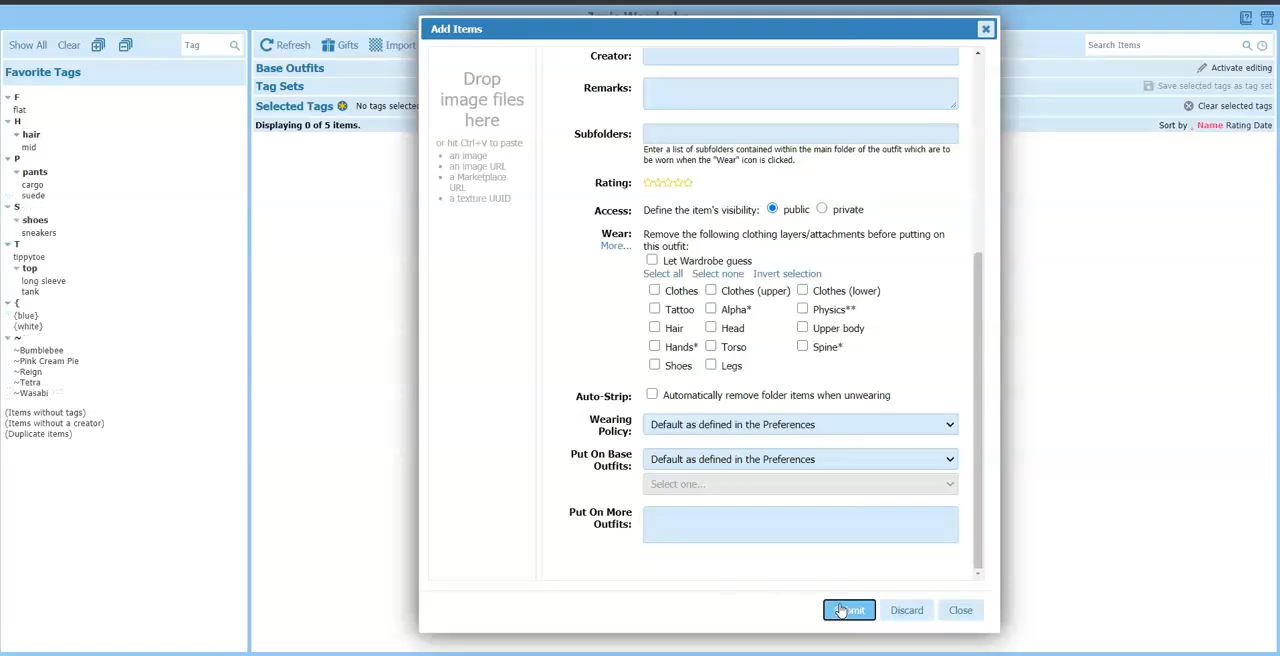 Add Items
Show All Clear
Tag
Refresh Gifts Import
Search Items
Favorite Tags
F
flat
H
hair
mid
P
pants
cargo
suede
S
shoes
sneakers
T
tippytoe
top
long sleeve
tank
{
{blue}
{white}
~
~Bumblebee
~Pink Cream Pie
~Reign
~Tetra
~Wasabi
(Items without tags)
(Items without a creator)
(Duplicate items)
Base Outfits
Tag Sets
Selected Tags No tags selected
Displaying 0 of 5 items.
Activate editing
Save selected tags as tag set
Clear selected tags
Sort by Name Rating Date
Drop
image files
here
or hit Ctrl+V to paste
an image
an image URL
a Marketplace
URL
a texture UUID
Creator:
Remarks:
Subfolders:
Enter a list of subfolders contained within the main folder of the outfit which are to
be worn when the "Wear" icon is clicked.
Rating:
Access: Define the item's visibility: public private
Wear: Remove the following clothing layers/attachments before putting on
More... this outfit:
Let Wardrobe guess
Select all Select none Invert selection
Clothes Clothes (upper) Clothes (lower)
Tattoo Alpha* Physics**
Hair Head Upper body
Hands* Torso Spine*
Shoes Legs
Auto-Strip: Automatically remove folder items when unwearing
Wearing
Policy: Default as defined in the Preferences
Put On Base
Outfits: Default as defined in the Preferences
Select one...
Put On More
Outfits:
Discard Close